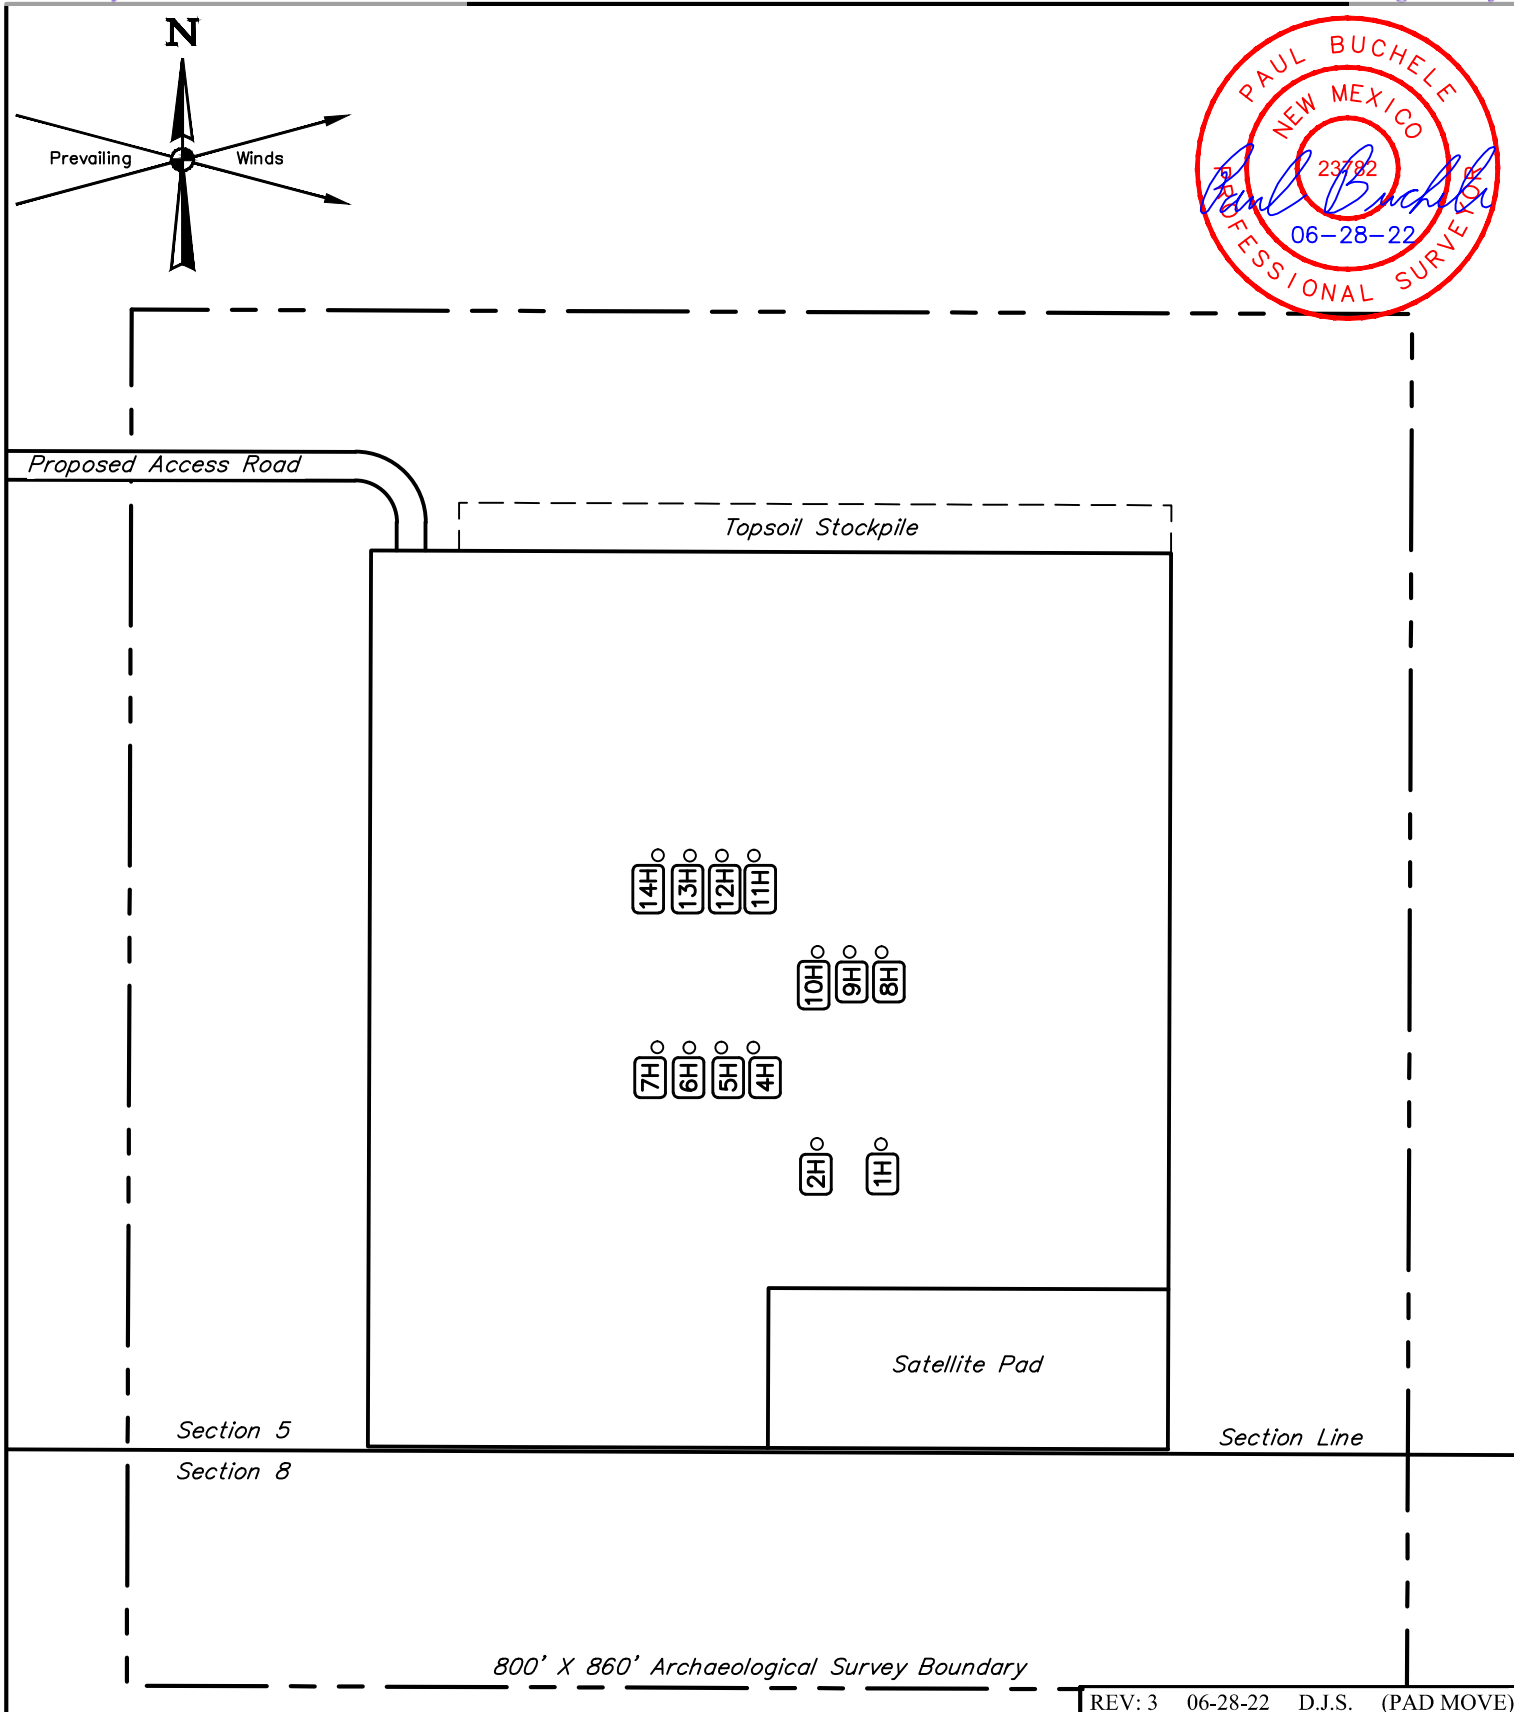 N
Prevailing Winds
PAUL BUCHELE
NEW MEXICO
23782
Paul Buchele
06-28-22
PROFESSIONAL SURVEYOR
Proposed Access Road
Topsoil Stockpile
14H 13H 12H 11H
10H 9H 8H
7H 6H 5H 4H
2H 1H
Satellite Pad
Section 5
Section Line
Section 8
800' X 860' Archaeological Survey Boundary
REV: 3 06-28-22 D.J.S. (PAD MOVE)